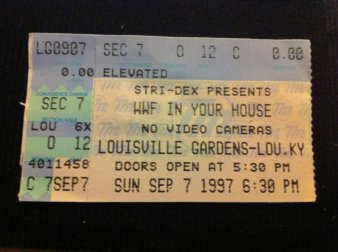 LG0907 SEC 7 O 12 C 0.00
0.00 ELEVATED
STRI-DEX PRESENTS
CONVENIENCE CHARGE
SEC 7
WWF IN YOUR HOUSE
LOU 6X
NO VIDEO CAMERAS
O 12
LOUISVILLE GARDENS-LOU,KY
4011458
DOORS OPEN AT 5:30 PM
C 7SEP7
SUN SEP 7 1997 6:30 PM